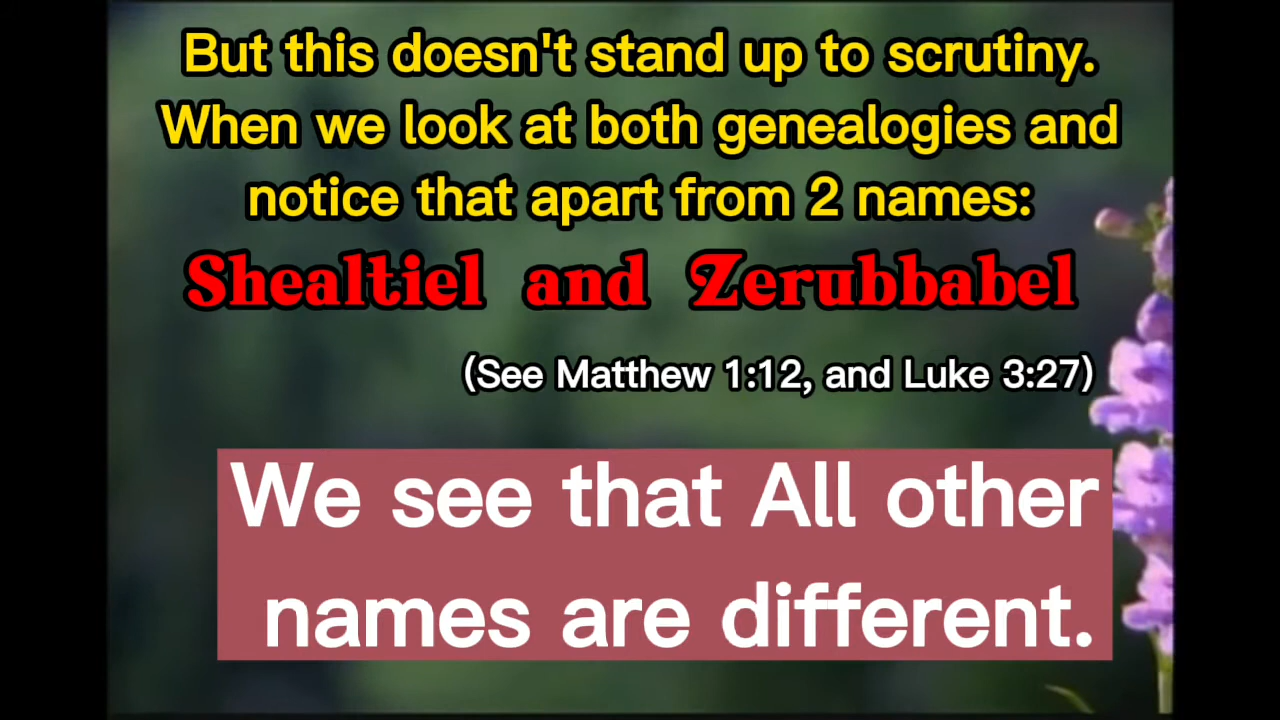 But this doesn't stand up to scrutiny.
When we look at both genealogies and
notice that apart from 2 names:
Shealtiel and Zerubbabel
(See Matthew 1:12, and Luke 3:27)
We see that All other
names are different.